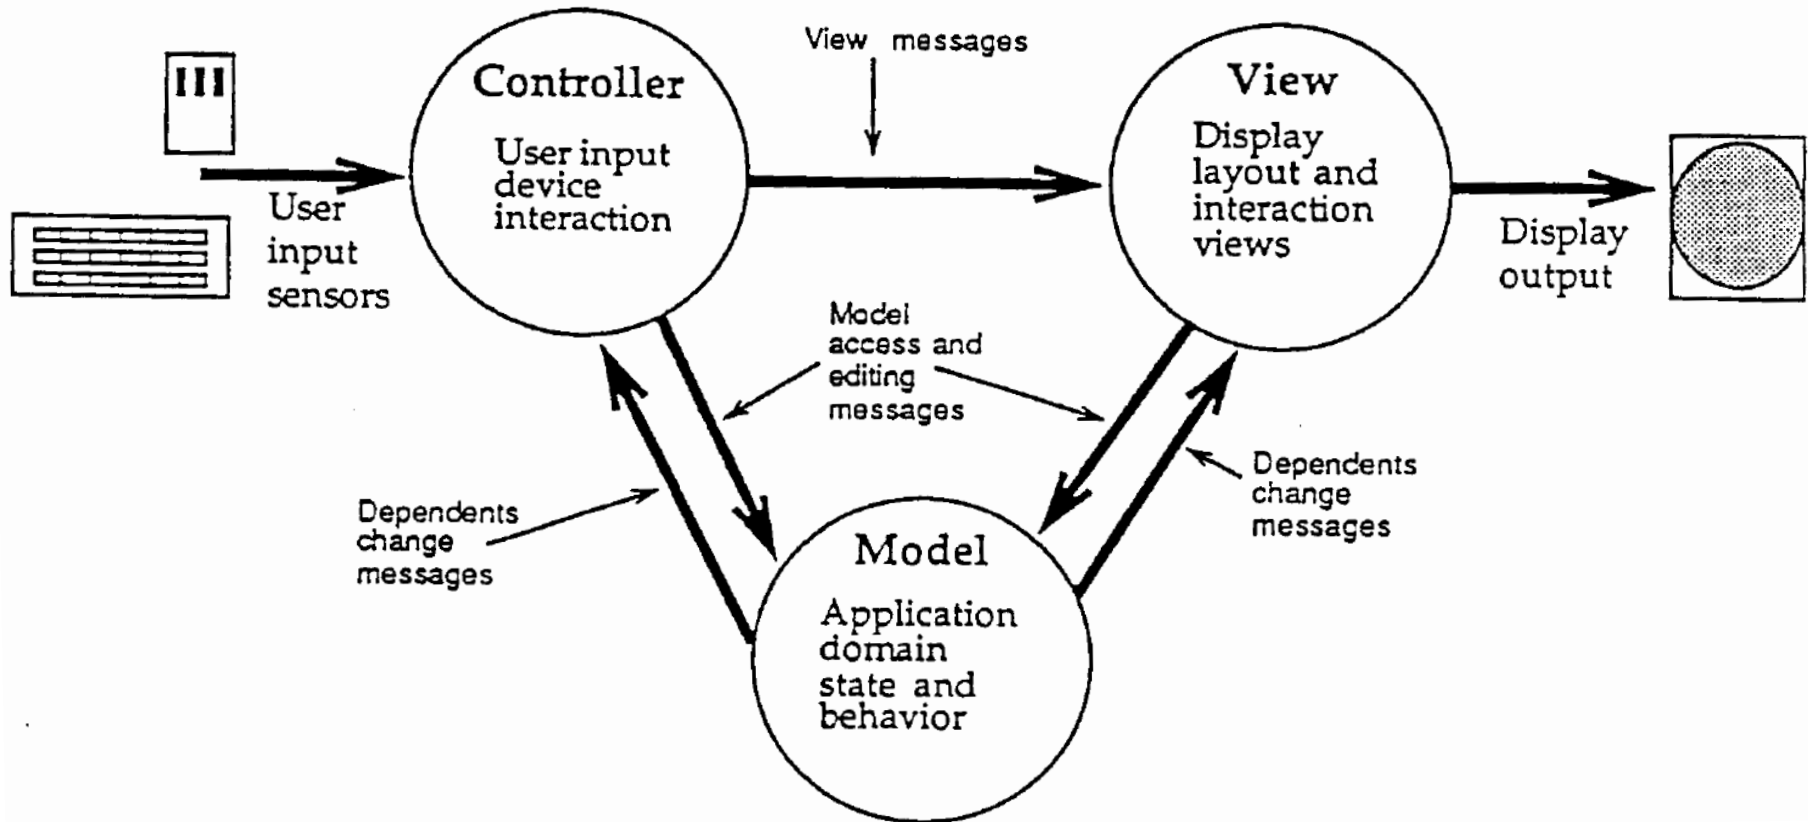 View messages
Controller
User input
device
interaction
View
Display
layout and
interaction
views
User
input
sensors
Display
output
Model
access and
editing
messages
Dependents
change
messages
Dependents
change
messages
Model
Application
domain
state and
behavior